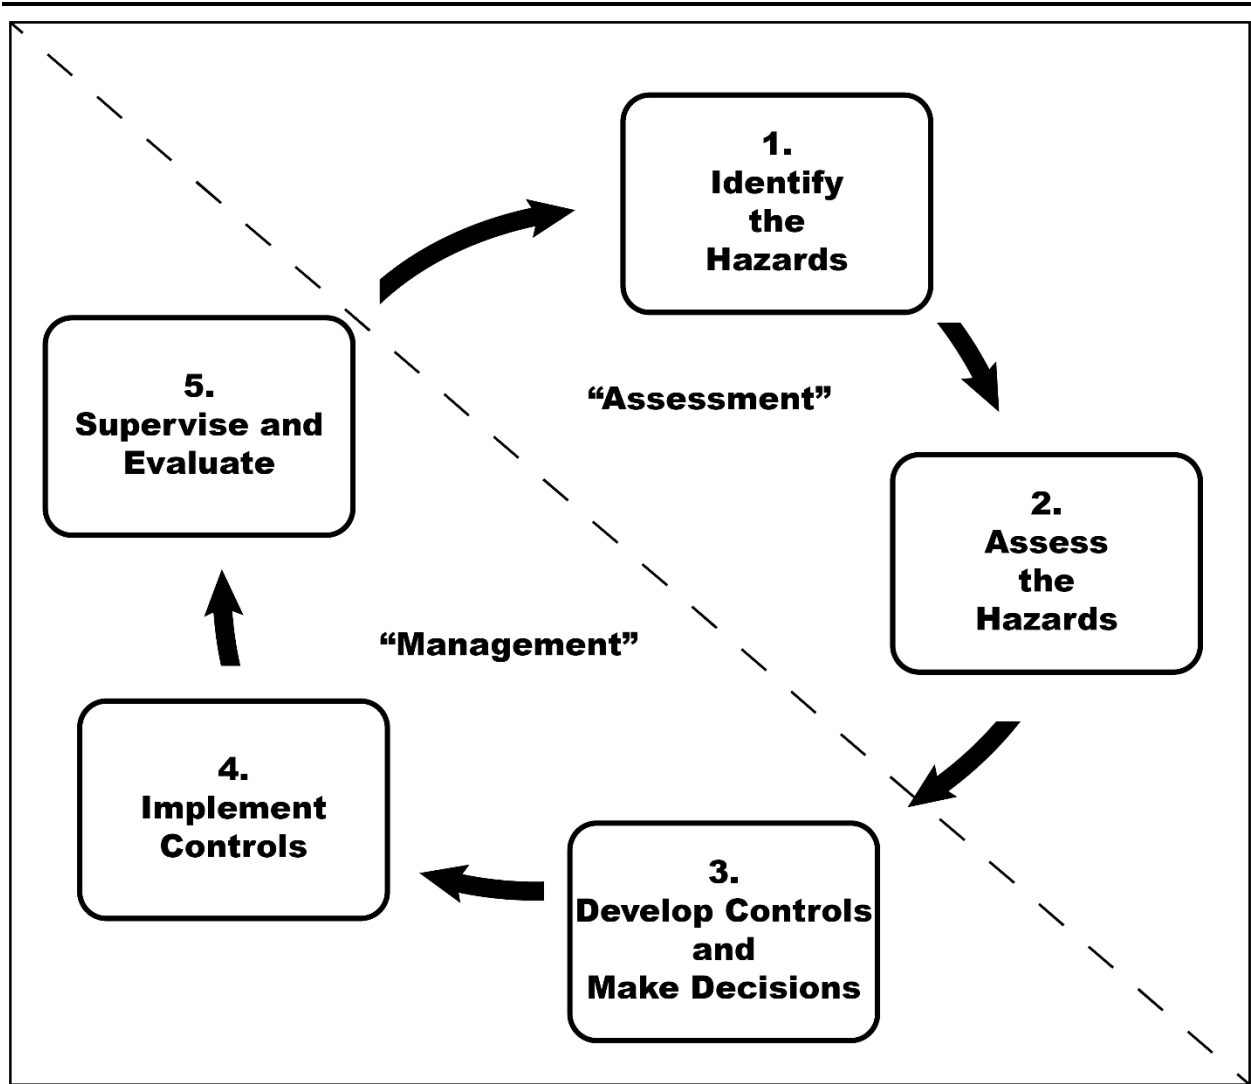 1.
Identify
the
Hazards
“Assessment”
2.
Assess
the
Hazards
3.
Develop Controls
and
Make Decisions
4.
Implement
Controls
5.
Supervise and
Evaluate
“Management”